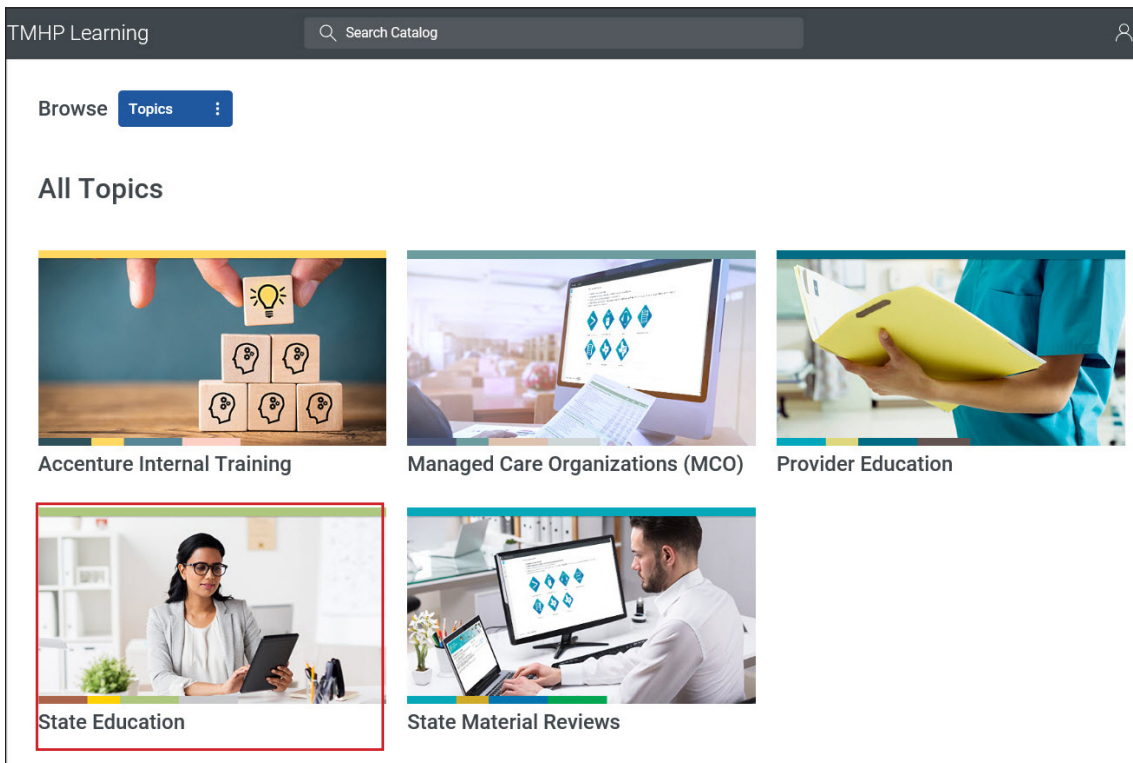 TMHP Learning
Search Catalog
Browse
Topics
All Topics
Accenture Internal Training
Managed Care Organizations (MCO)
Provider Education
State Education
State Material Reviews